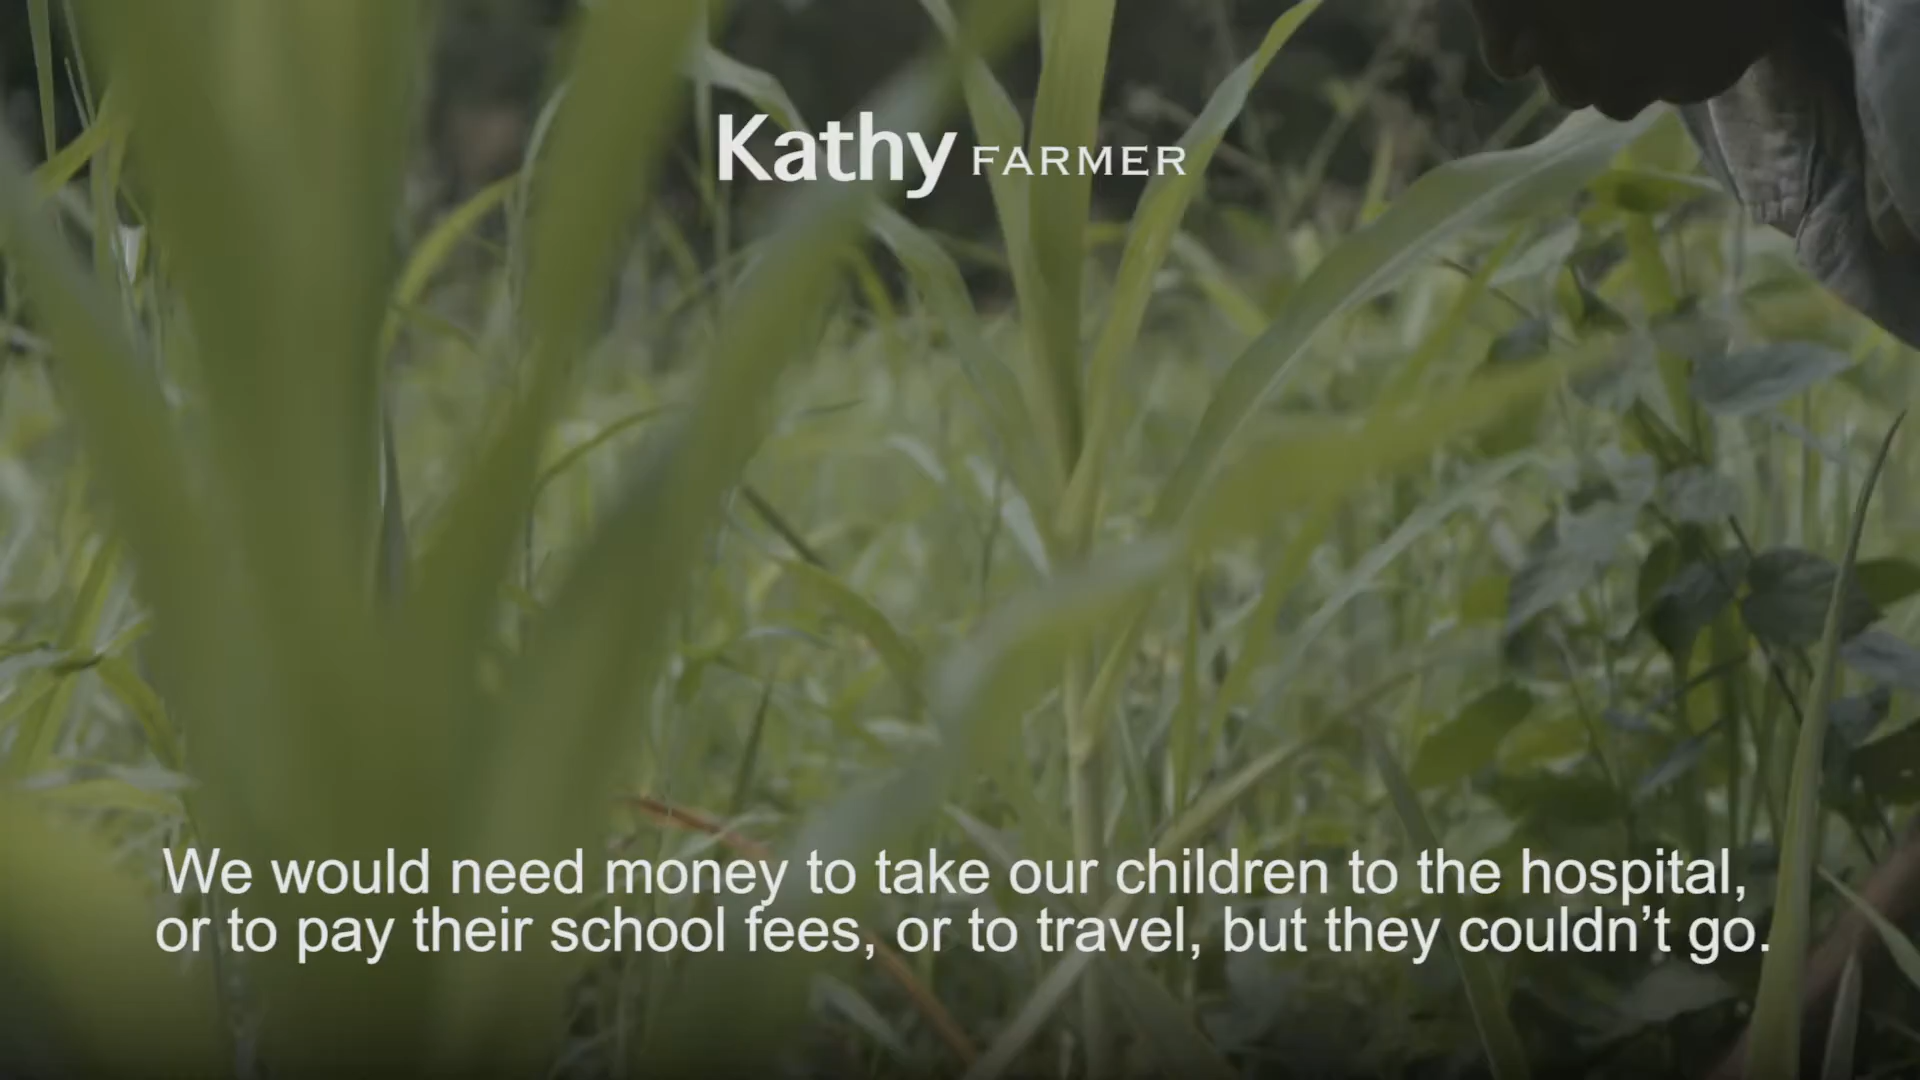 Kathy FARMER
We would need money to take our children to the hospital,
or to pay their school fees, or to travel, but they couldn’t go.